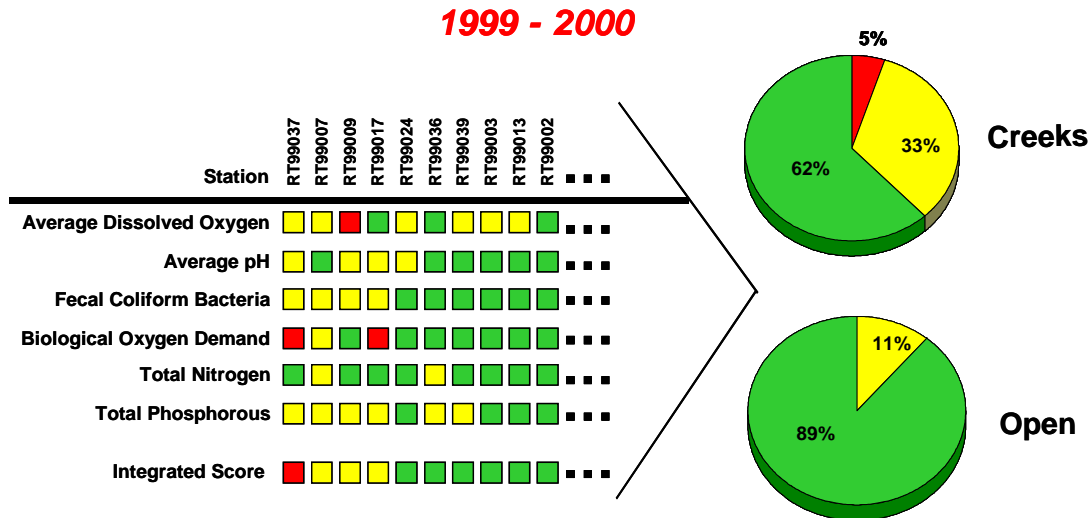 1999 - 2000
Station
RT99037
RT99007
RT99009
RT99017
RT99024
RT99036
RT99039
RT99003
RT99013
RT99002
Average Dissolved Oxygen
Average pH
Fecal Coliform Bacteria
Biological Oxygen Demand
Total Nitrogen
Total Phosphorous
Integrated Score
5%
33%
62%
Creeks
11%
89%
Open